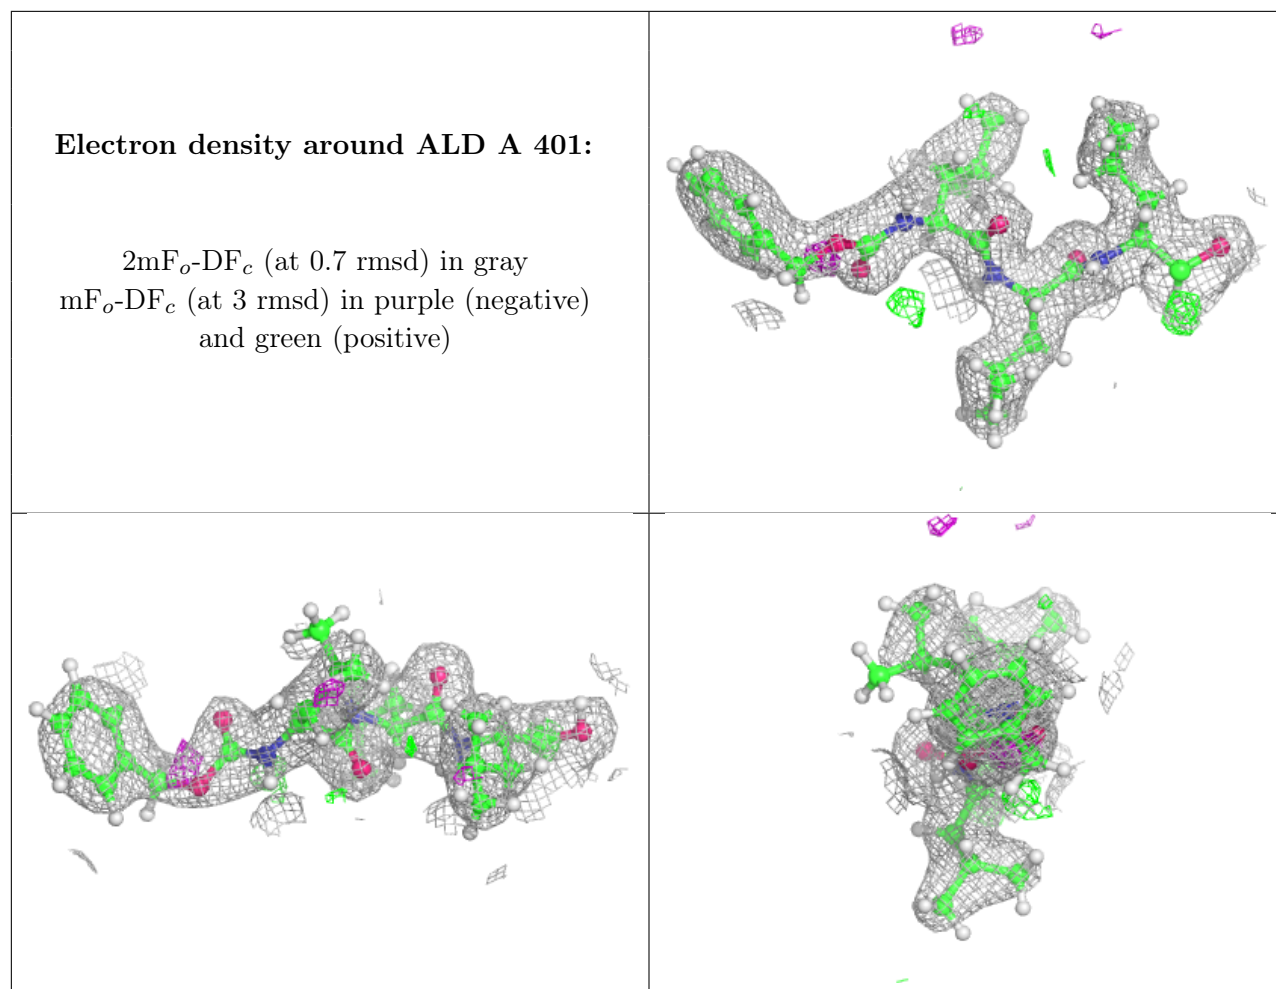 Electron density around ALD A 401:
2mFₒ-DF𝒸 (at 0.7 rmsd) in gray
mFₒ-DF𝒸 (at 3 rmsd) in purple (negative)
and green (positive)